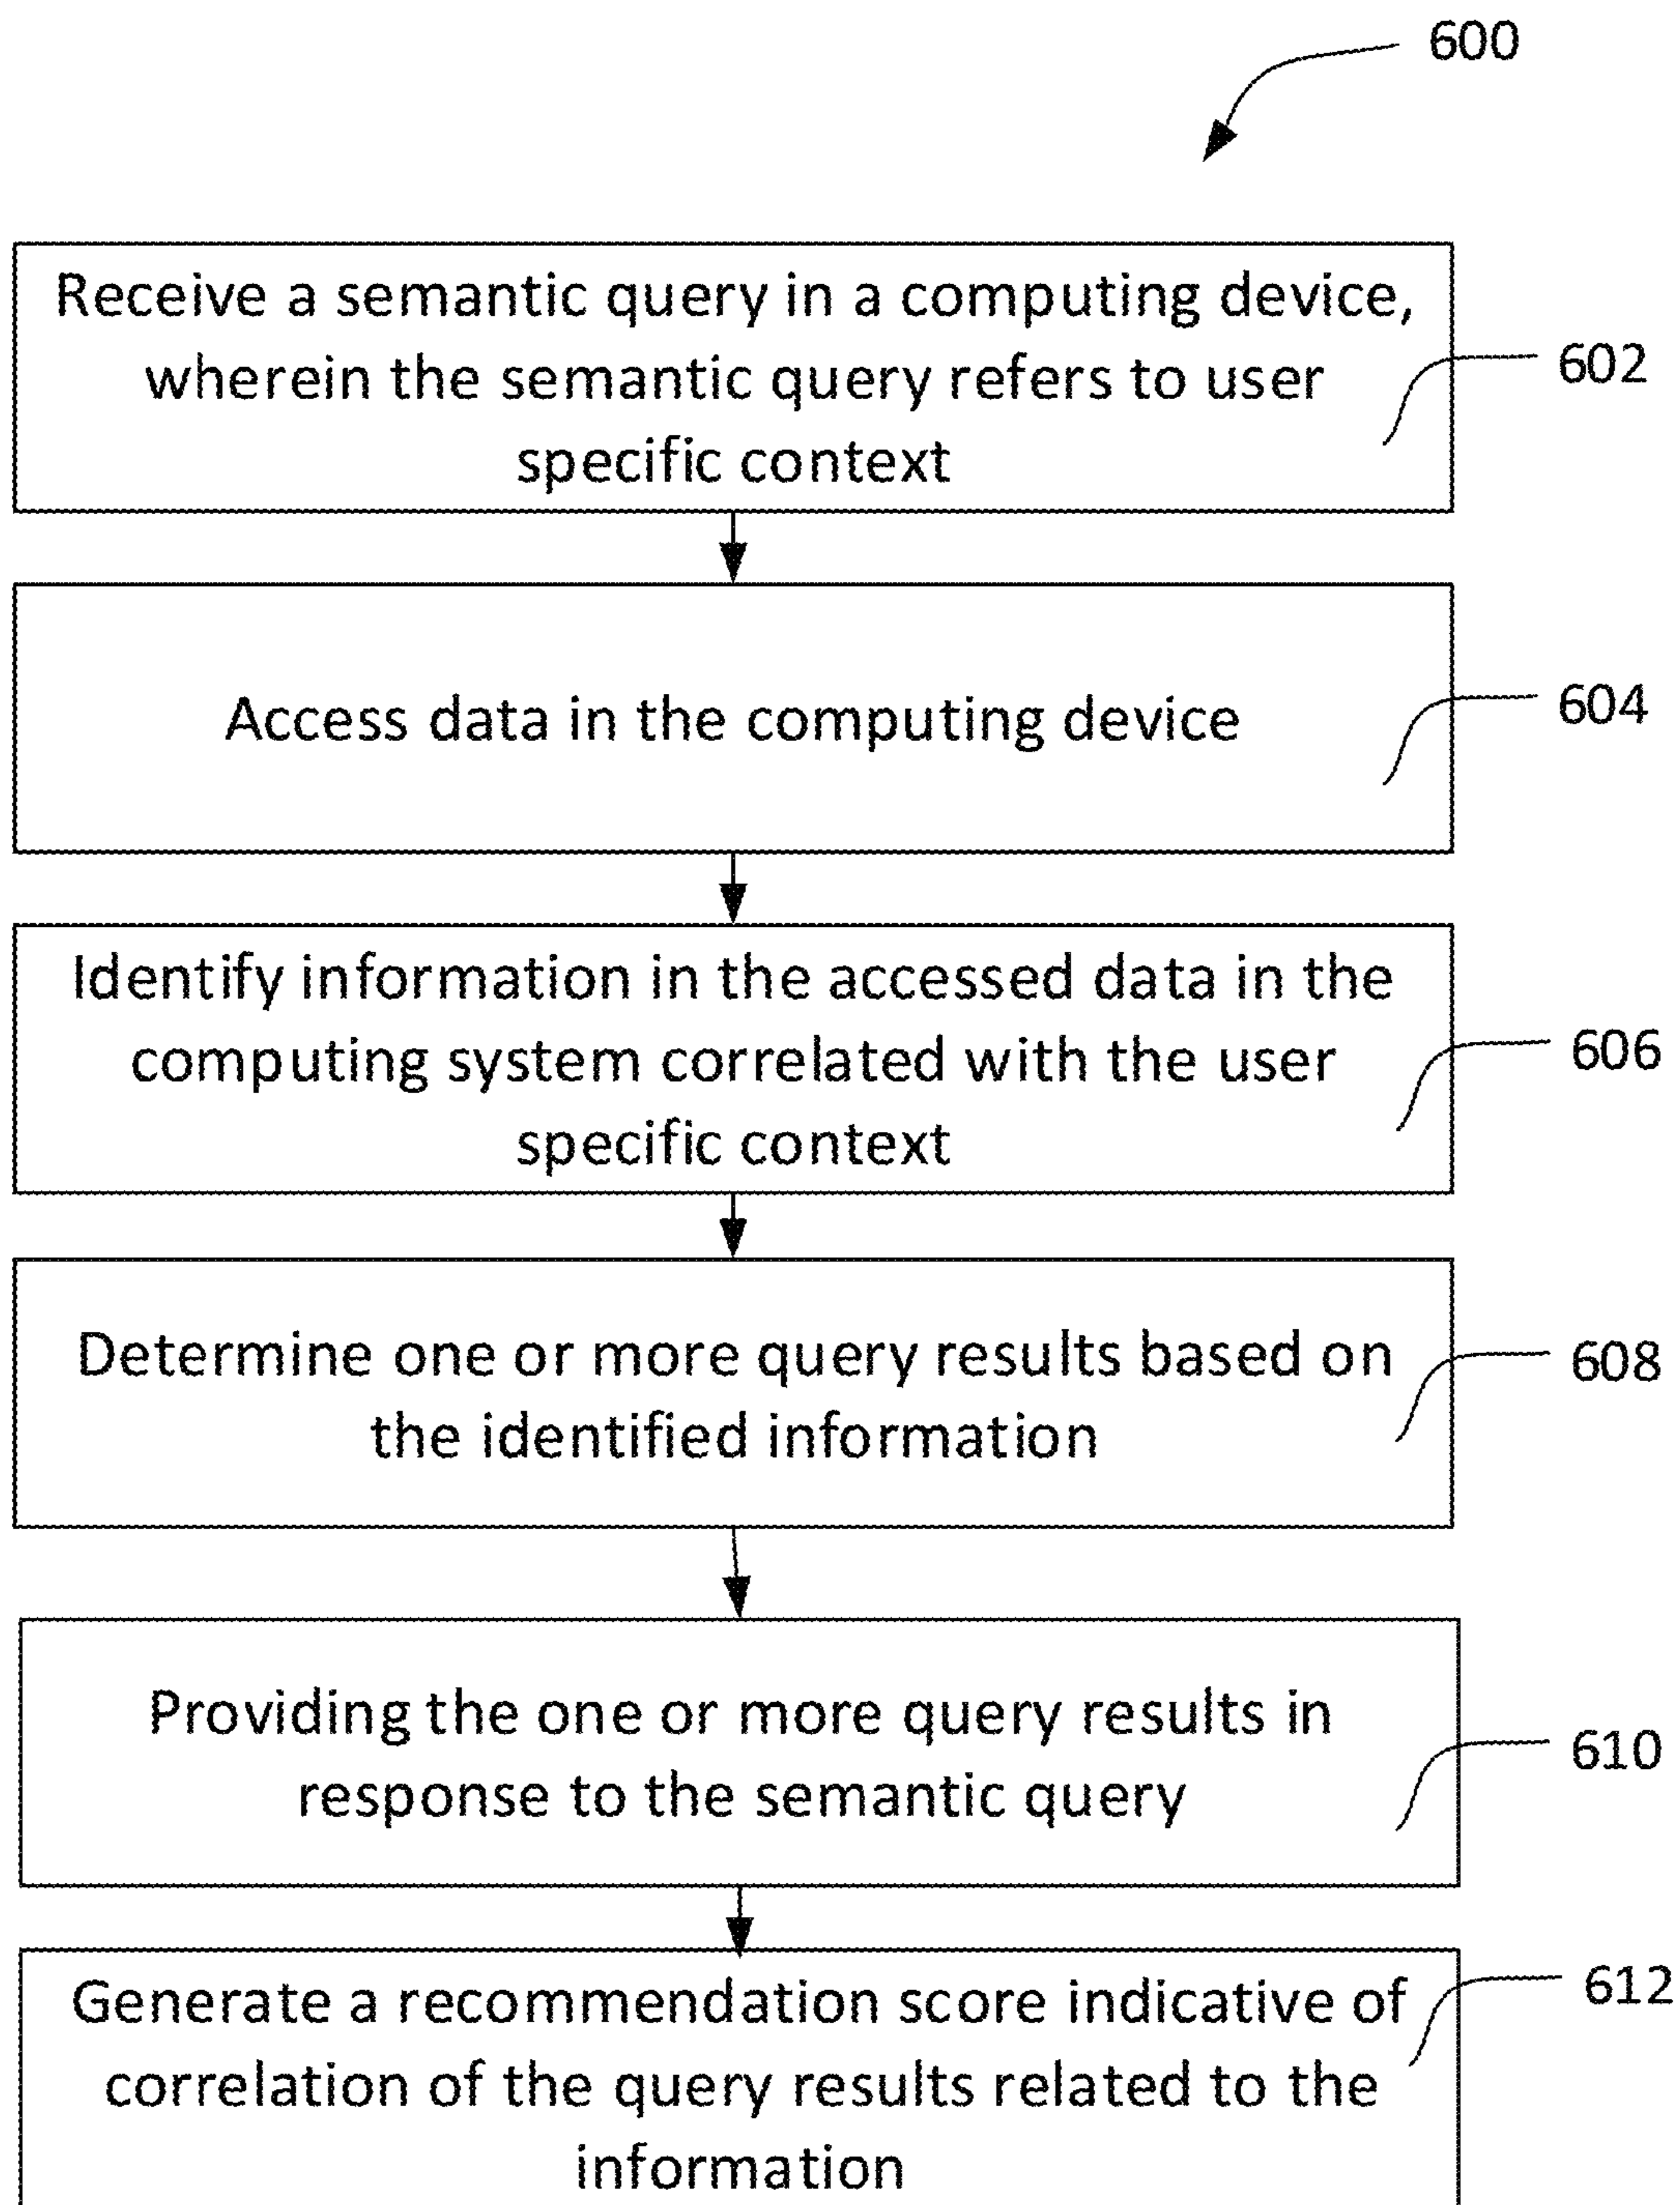 600
Receive a semantic query in a computing device,
wherein the semantic query refers to user
specific context
602
Access data in the computing device
604
Identify information in the accessed data in the
computing system correlated with the user
specific context
606
Determine one or more query results based on
the identified information
608
Providing the one or more query results in
response to the semantic query
610
Generate a recommendation score indicative of
correlation of the query results related to the
information
612